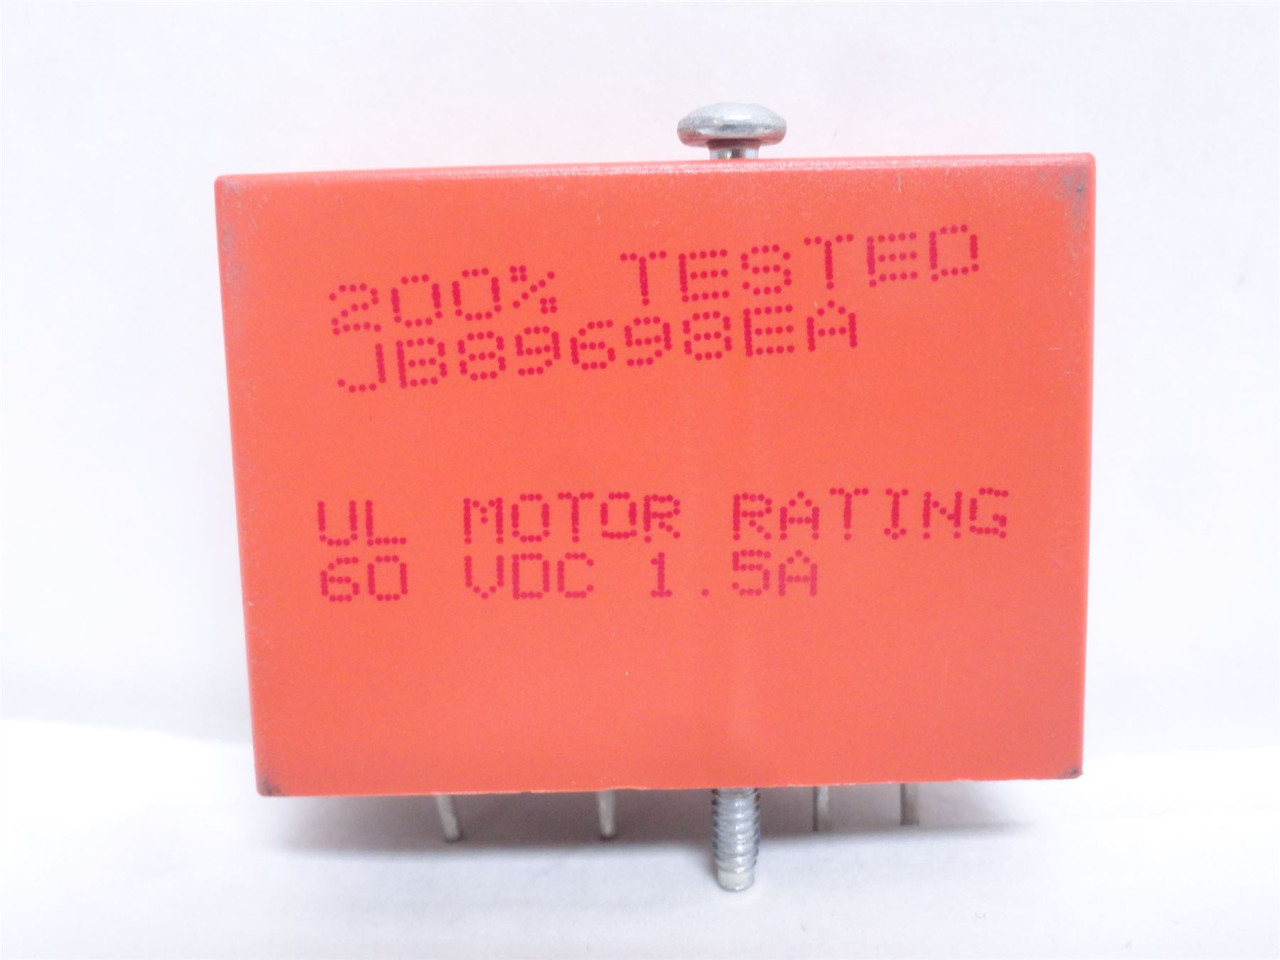 200% TESTED
JB89698EA
UL MOTOR RATING
60 VDC 1.5A